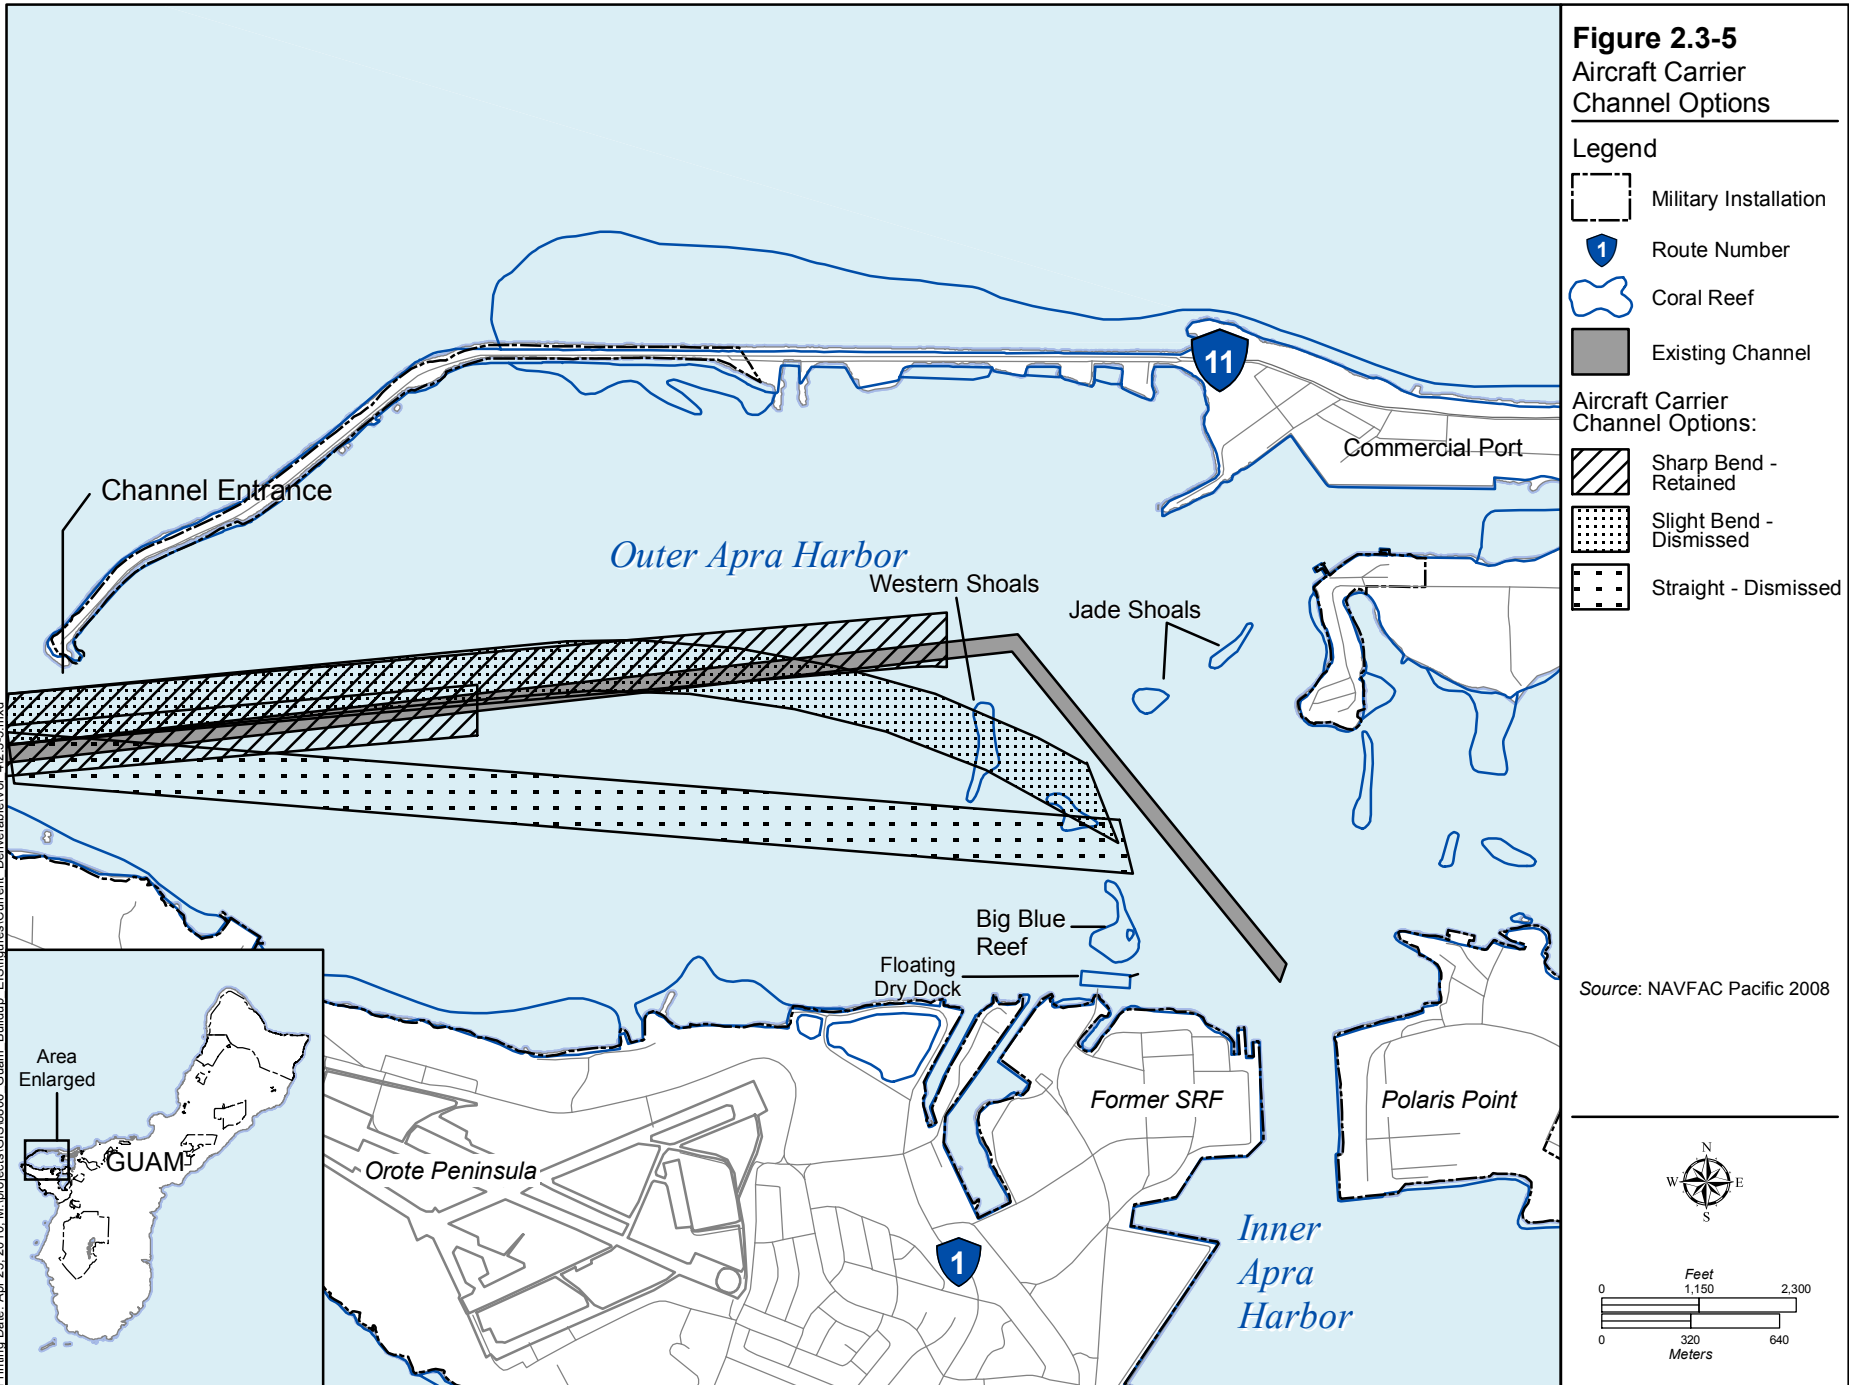 Figure 2.3-5
Aircraft Carrier
Channel Options
Legend
Military Installation
1
Route Number
Coral Reef
Existing Channel
Aircraft Carrier
Channel Options:
Sharp Bend -
Retained
Slight Bend -
Dismissed
Straight - Dismissed
Source: NAVFAC Pacific 2008
N
W
E
S
Feet
0
1,150
2,300
0
320
640
Meters
11
Commercial Port
Channel Entrance
Outer Apra Harbor
Western Shoals
Jade Shoals
Big Blue
Reef
Floating
Dry Dock
Former SRF
Polaris Point
Orote Peninsula
1
Inner
Apra
Harbor
Area
Enlarged
GUAM